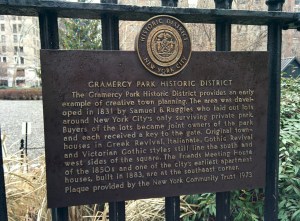 HISTORIC DISTRICT
NEW YORK CITY
GRAMERCY PARK HISTORIC DISTRICT
The Gramercy Park Historic District provides an early
example of creative town planning. The area was devel-
oped in 1831 by Samuel B. Ruggles who laid out lots
around New York City's only surviving private park.
Buyers of the lots became joint owners of the park
and each received a key to the gate. Original town-
houses in Greek Revival, Italianate, Gothic Revival
and Victorian Gothic styles still line the south and
west sides of the square. The Friends Meeting House
of the 1850s and one of the city's earliest apartment
houses, built in 1883, are at the southeast corner.
Plaque provided by the New York Community Trust 1973